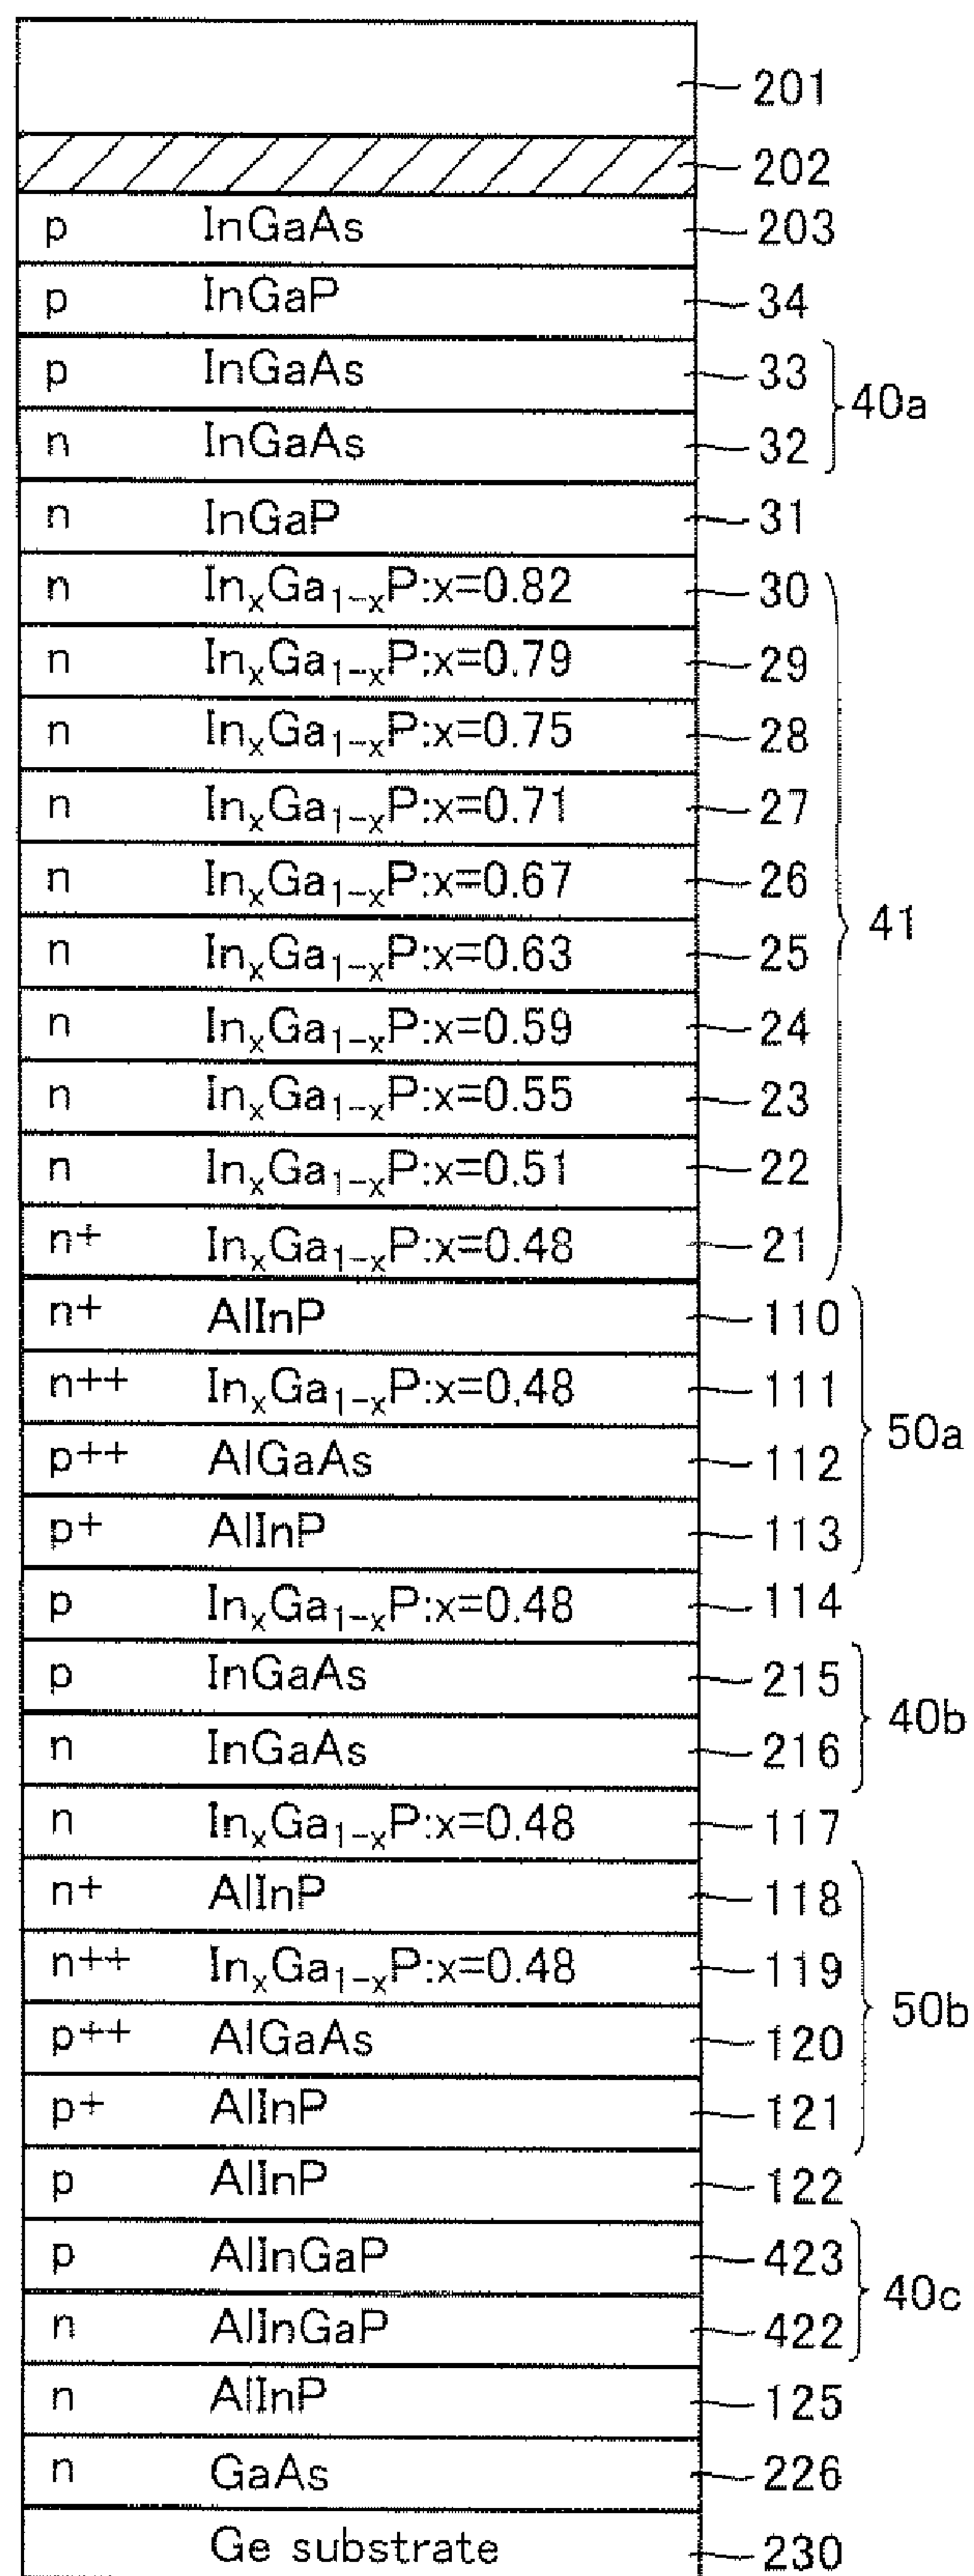 201
202
p InGaAs 203
p InGaP 34
p InGaAs 33
40a
n InGaAs 32
n InGaP 31
n InₓGa₁₋ₓP:x=0.82 30
n InₓGa₁₋ₓP:x=0.79 29
n InₓGa₁₋ₓP:x=0.75 28
n InₓGa₁₋ₓP:x=0.71 27
n InₓGa₁₋ₓP:x=0.67 26
41
n InₓGa₁₋ₓP:x=0.63 25
n InₓGa₁₋ₓP:x=0.59 24
n InₓGa₁₋ₓP:x=0.55 23
n InₓGa₁₋ₓP:x=0.51 22
n+ InₓGa₁₋ₓP:x=0.48 21
n+ AlInP 110
n++ InₓGa₁₋ₓP:x=0.48 111
50a
p++ AlGaAs 112
p+ AlInP 113
p InₓGa₁₋ₓP:x=0.48 114
p InGaAs 215
40b
n InGaAs 216
n InₓGa₁₋ₓP:x=0.48 117
n+ AlInP 118
n++ InₓGa₁₋ₓP:x=0.48 119
50b
p++ AlGaAs 120
p+ AlInP 121
p AlInP 122
p AlInGaP 423
40c
n AlInGaP 422
n AlInP 125
n GaAs 226
Ge substrate 230